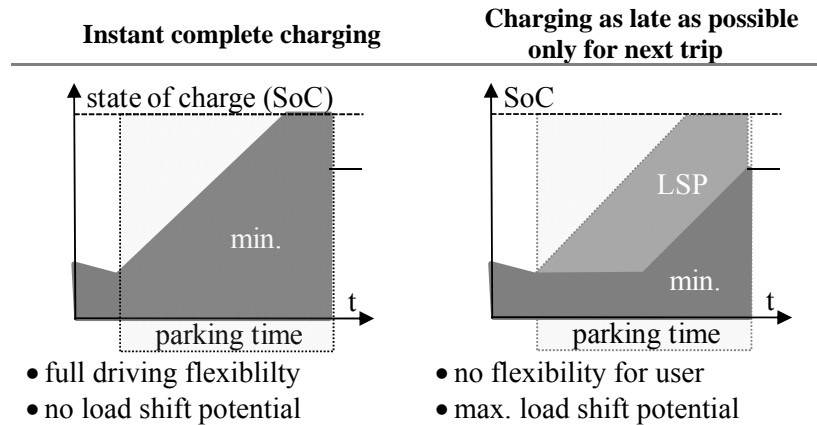 Instant complete charging
Charging as late as possible
only for next trip
state of charge (SoC)
min.
t
parking time
• full driving flexiblilty
• no load shift potential
SoC
LSP
min.
t
parking time
• no flexibility for user
• max. load shift potential